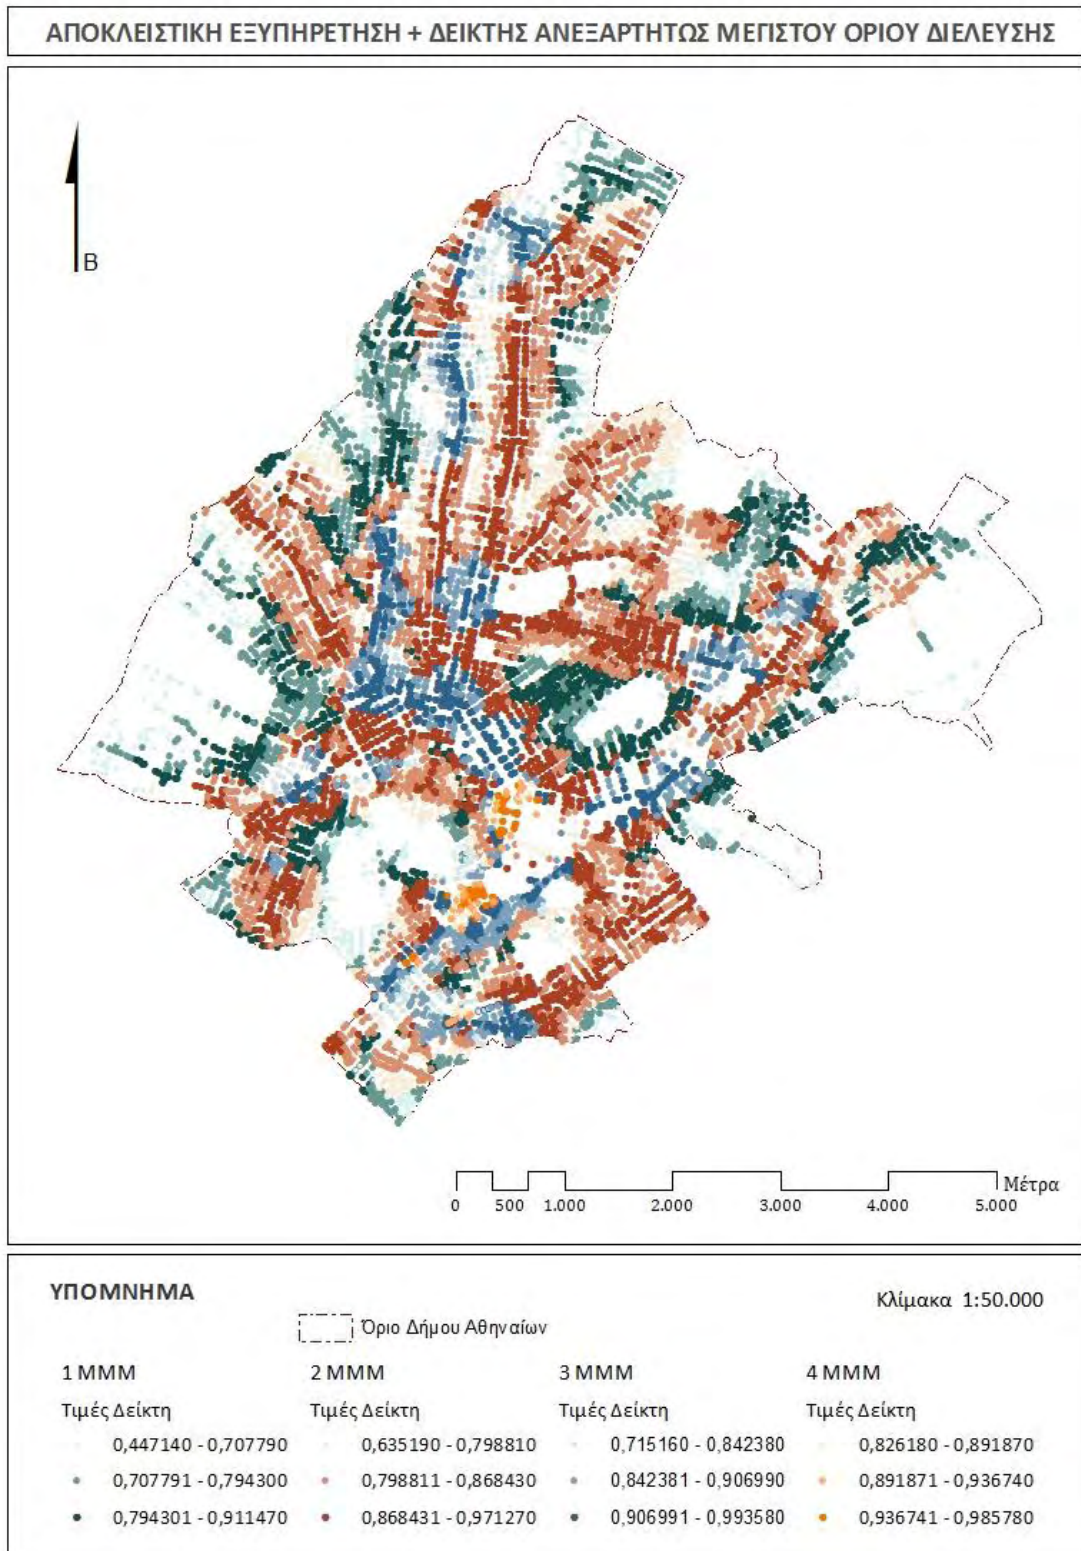 ΑΠΟΚΛΕΙΣΤΙΚΗ ΕΞΥΠΗΡΕΤΗΣΗ + ΔΕΙΚΤΗΣ ΑΝΕΞΑΡΤΗΤΩΣ ΜΕΓΙΣΤΟΥ ΟΡΙΟΥ ΔΙΕΛΕΥΣΗΣ
Β
Μέτρα
0 500 1.000 2.000 3.000 4.000 5.000
ΥΠΟΜΝΗΜΑ
Κλίμακα 1:50.000
Όριο Δήμου Αθηναίων
1 ΜΜΜ 2 ΜΜΜ 3 ΜΜΜ 4 ΜΜΜ
Τιμές Δείκτη Τιμές Δείκτη Τιμές Δείκτη Τιμές Δείκτη
0,447140 - 0,707790 0,635190 - 0,798810 0,715160 - 0,842380 0,826180 - 0,891870
0,707791 - 0,794300 0,798811 - 0,868430 0,842381 - 0,906990 0,891871 - 0,936740
0,794301 - 0,911470 0,868431 - 0,971270 0,906991 - 0,993580 0,936741 - 0,985780